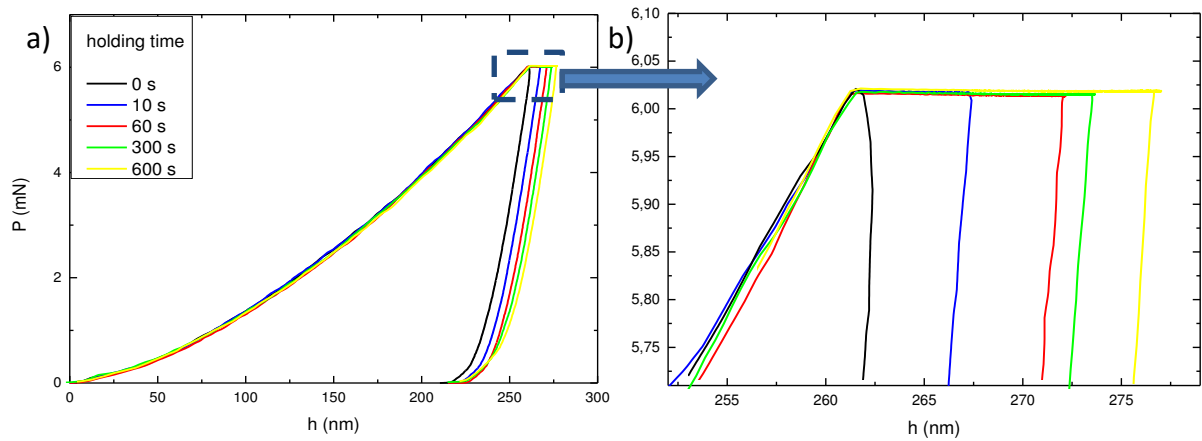 a)
holding time
0 s
10 s
60 s
300 s
600 s
P (mN)
6
4
2
0
0 50 100 150 200 250 300
h (nm)
b)
6,10
6,05
6,00
5,95
5,90
5,85
5,80
5,75
255 260 265 270 275
h (nm)